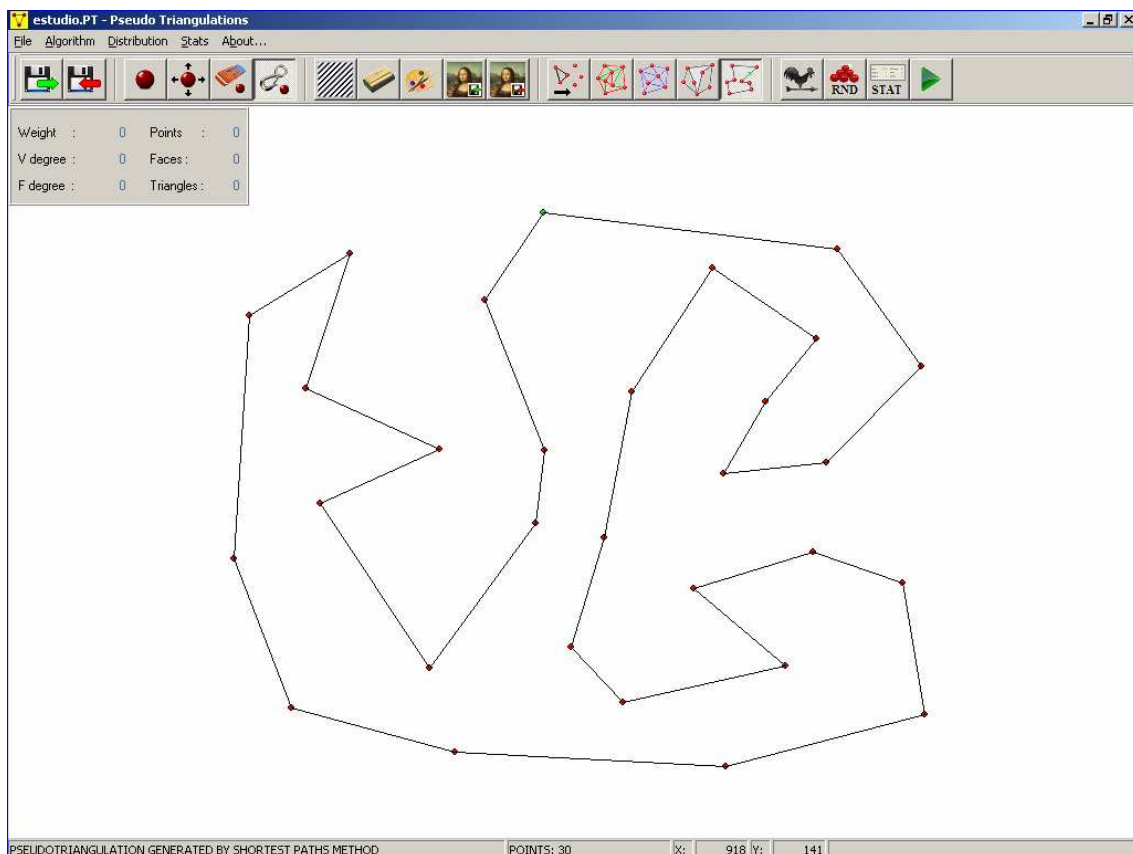 estudio.PT - Pseudo Triangulations
File Algorithm Distribution Stats About...
RND STAT
Weight : 0 Points : 0
V degree : 0 Faces : 0
F degree : 0 Triangles : 0
PSEUDOTRIANGULATION GENERATED BY SHORTEST PATHS METHOD POINTS: 30 X: 918 Y: 141